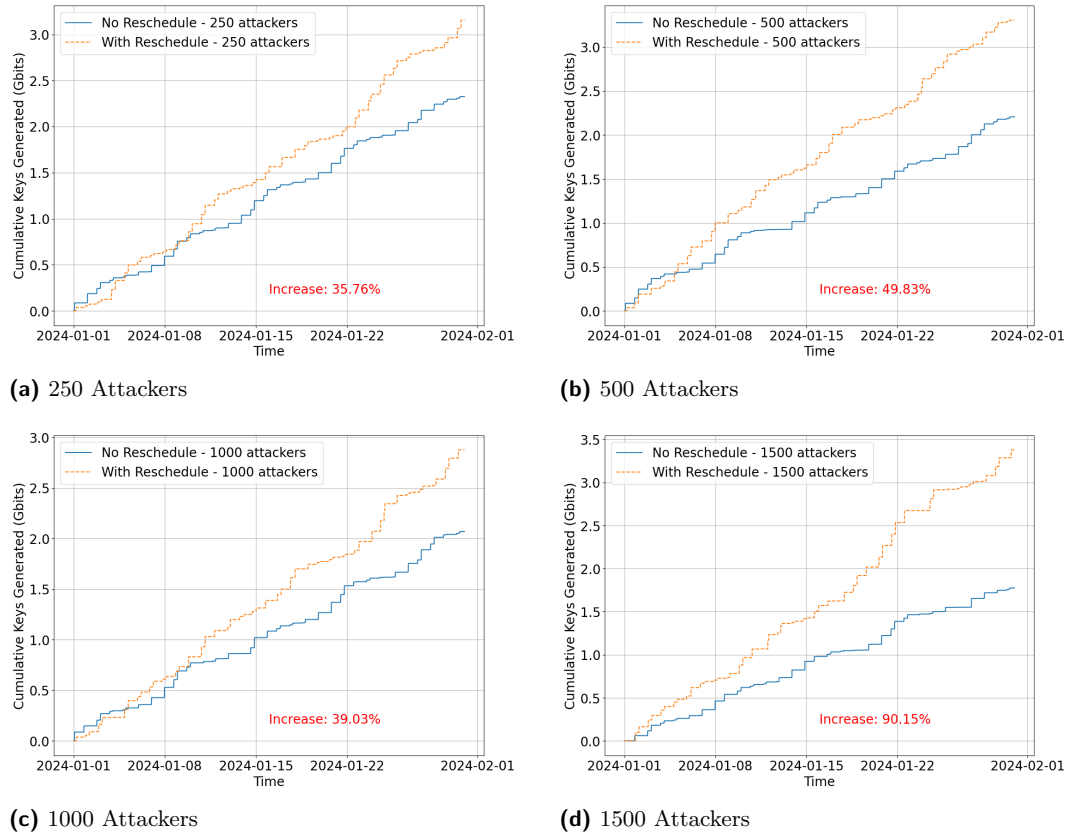 No Reschedule - 250 attackers
With Reschedule - 250 attackers
Cumulative Keys Generated (Gbits)
3.0
2.5
2.0
1.5
1.0
0.5
0.0
Increase: 35.76%
2024-01-01 2024-01-08 2024-01-15 2024-01-22 2024-02-01
Time
(a) 250 Attackers
No Reschedule - 500 attackers
With Reschedule - 500 attackers
Cumulative Keys Generated (Gbits)
3.0
2.5
2.0
1.5
1.0
0.5
0.0
Increase: 49.83%
2024-01-01 2024-01-08 2024-01-15 2024-01-22 2024-02-01
Time
(b) 500 Attackers
No Reschedule - 1000 attackers
With Reschedule - 1000 attackers
Cumulative Keys Generated (Gbits)
3.0
2.5
2.0
1.5
1.0
0.5
0.0
Increase: 39.03%
2024-01-01 2024-01-08 2024-01-15 2024-01-22 2024-02-01
Time
(c) 1000 Attackers
No Reschedule - 1500 attackers
With Reschedule - 1500 attackers
Cumulative Keys Generated (Gbits)
3.5
3.0
2.5
2.0
1.5
1.0
0.5
0.0
Increase: 90.15%
2024-01-01 2024-01-08 2024-01-15 2024-01-22 2024-02-01
Time
(d) 1500 Attackers